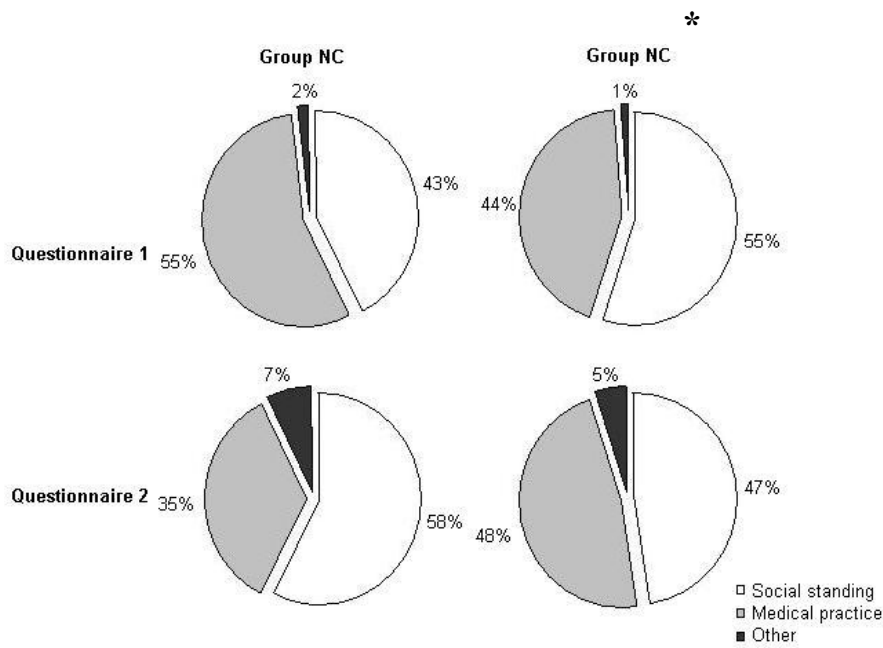 *
Group NC
Group NC
2%
1%
43%
44%
55%
Questionnaire 1
55%
7%
5%
Questionnaire 2
35%
58%
48%
47%
Social standing
Medical practice
Other